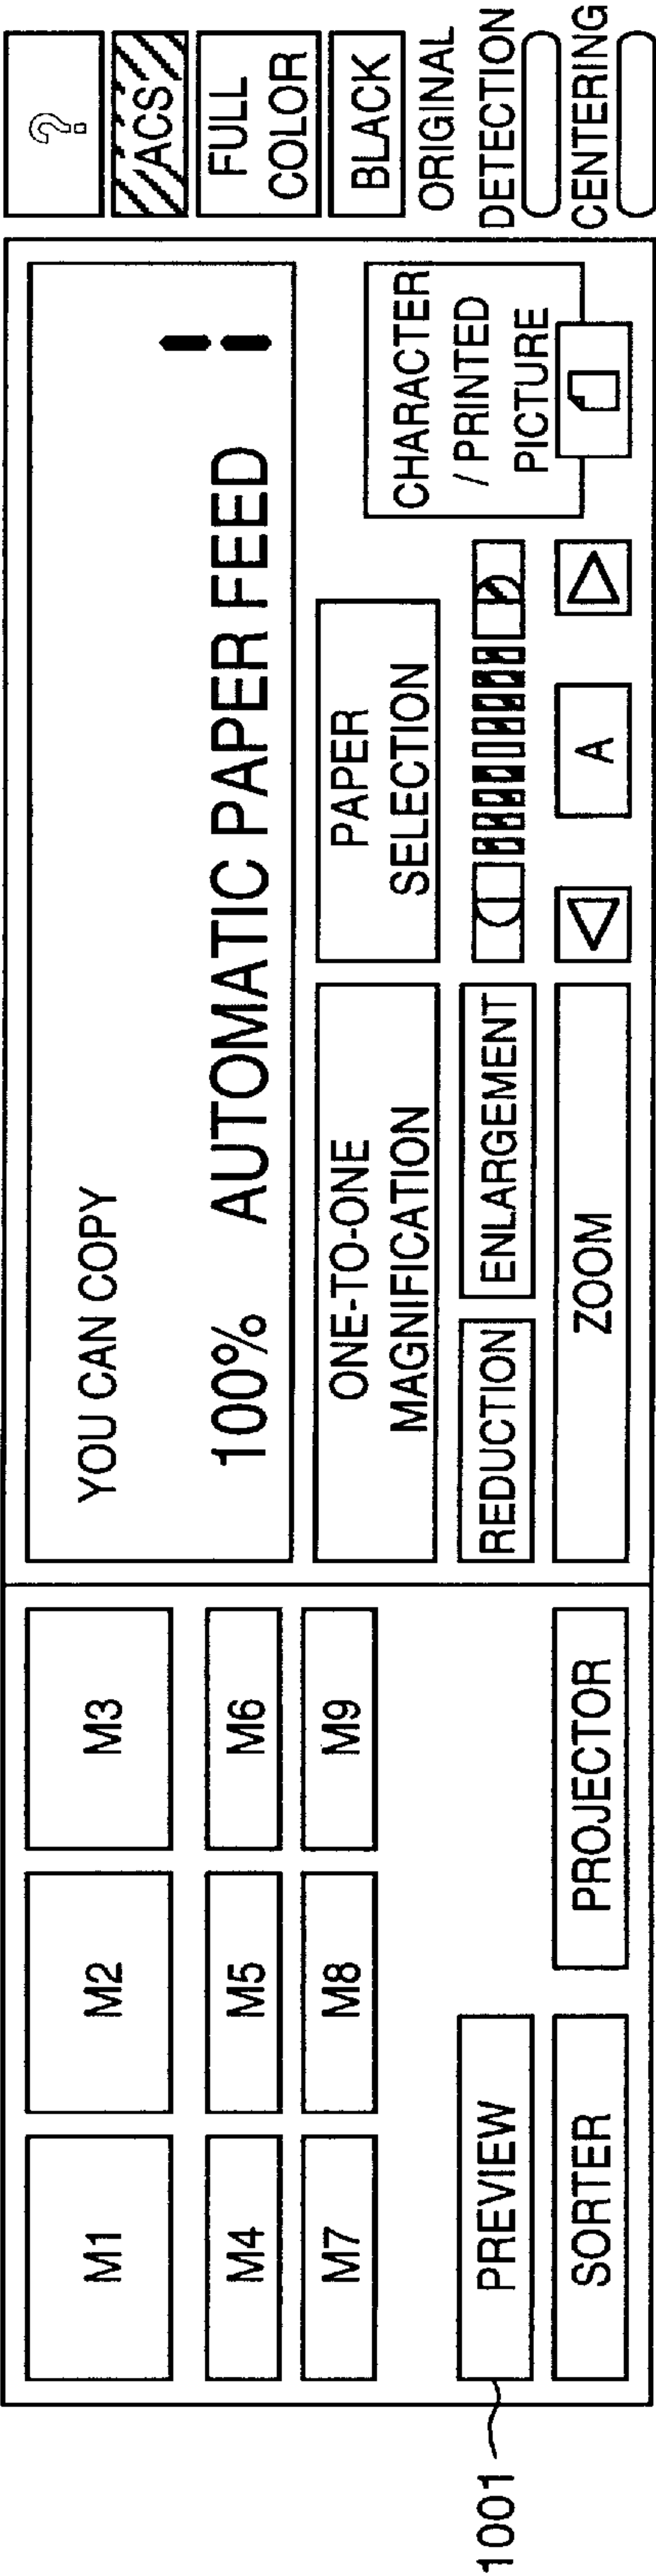 M1
M2
M3
M4
M5
M6
M7
M8
M9
PREVIEW
SORTER
PROJECTOR
1001
YOU CAN COPY
100% AUTOMATIC PAPER FEED
1
ONE-TO-ONE
MAGNIFICATION
PAPER
SELECTION
REDUCTION
ENLARGEMENT
ZOOM
A
CHARACTER
/ PRINTED
PICTURE
?
ACS
FULL
COLOR
BLACK
ORIGINAL
DETECTION
CENTERING